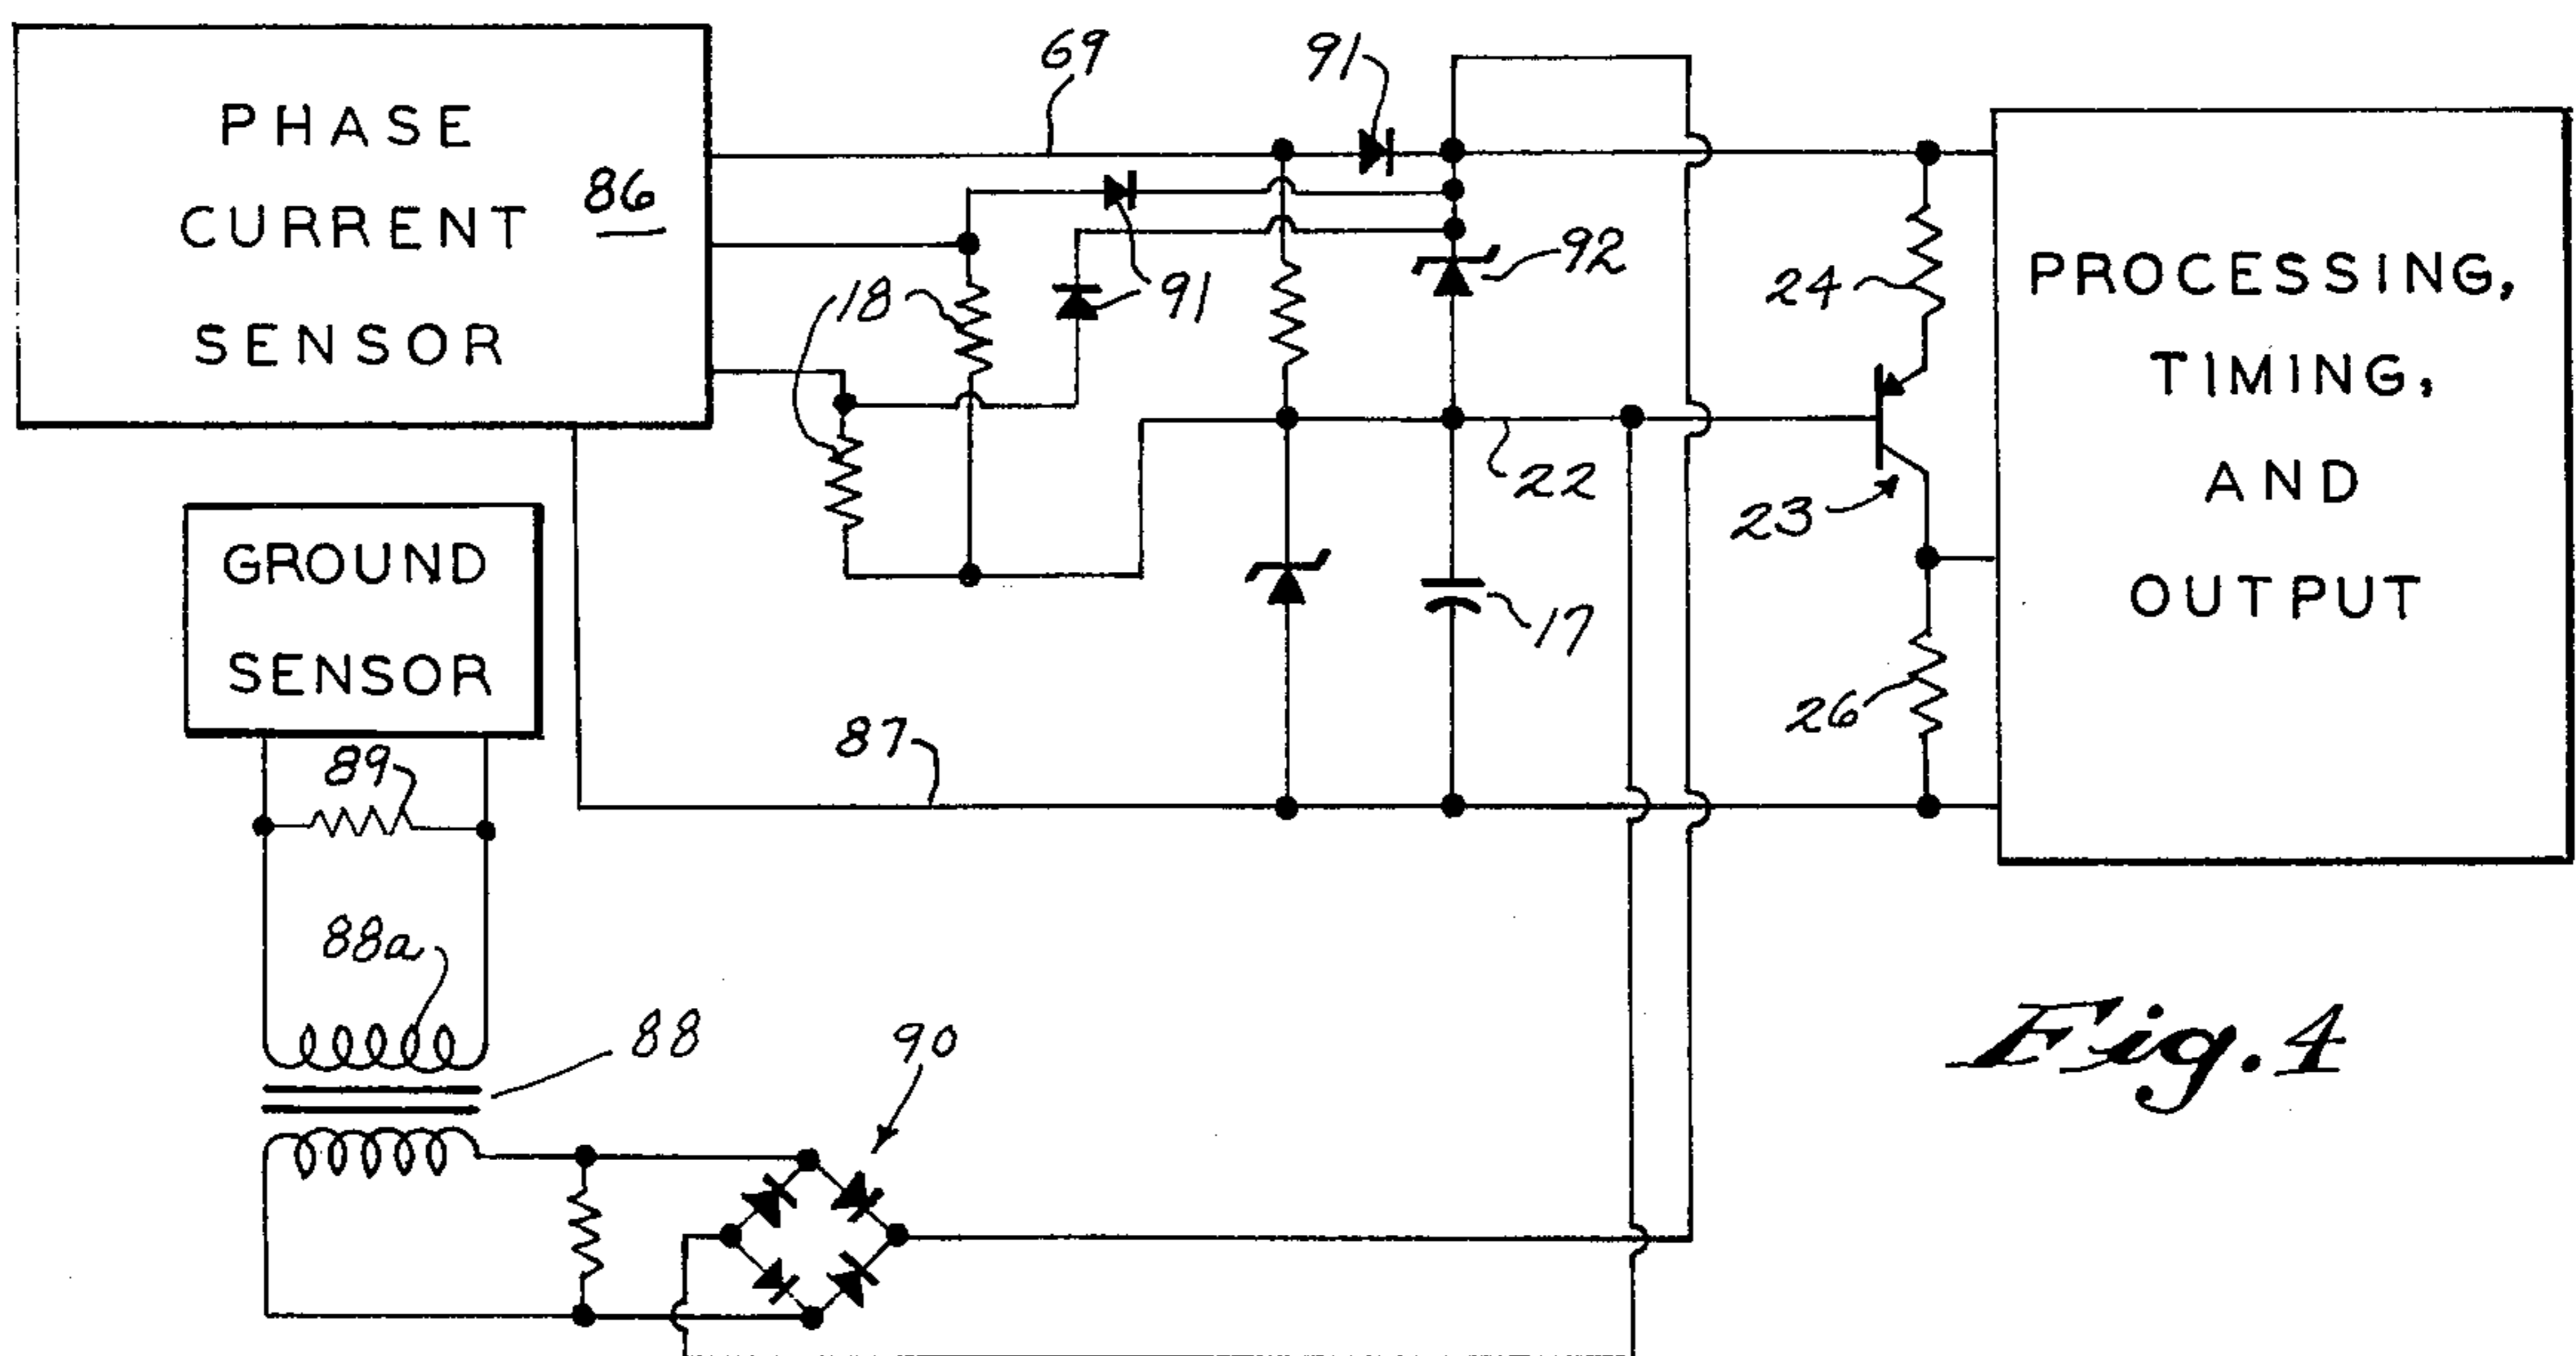 PHASE
CURRENT
SENSOR
86
69
91
91
92
18
24
23
22
17
26
PROCESSING,
TIMING,
AND
OUTPUT
GROUND
SENSOR
87
89
88a
88
90
Fig. 4